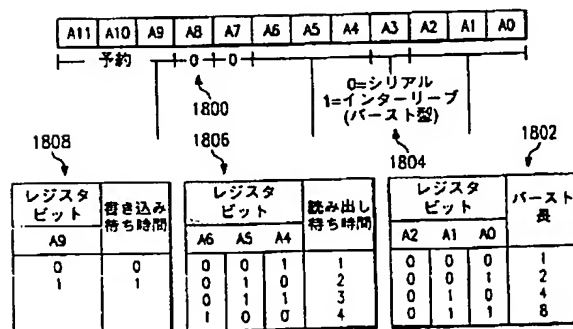 A11 A10 A9 A8 A7 A6 A5 A4 A3 A2 A1 A0
予約 0 0
0=シリアル
1=インターリーブ
(バースト型)
1800
1808
1806
1804
1802
レジスタ
ビット
書き込み
待ち時間
A9
0 0
1 1
レジスタ
ビット
読み出し
待ち時間
A6 A5 A4
0 0 1 1
0 1 0 2
0 1 1 3
1 0 0 4
レジスタ
ビット
バースト
長
A2 A1 A0
0 0 0 1
0 0 1 2
0 1 0 4
0 1 1 8